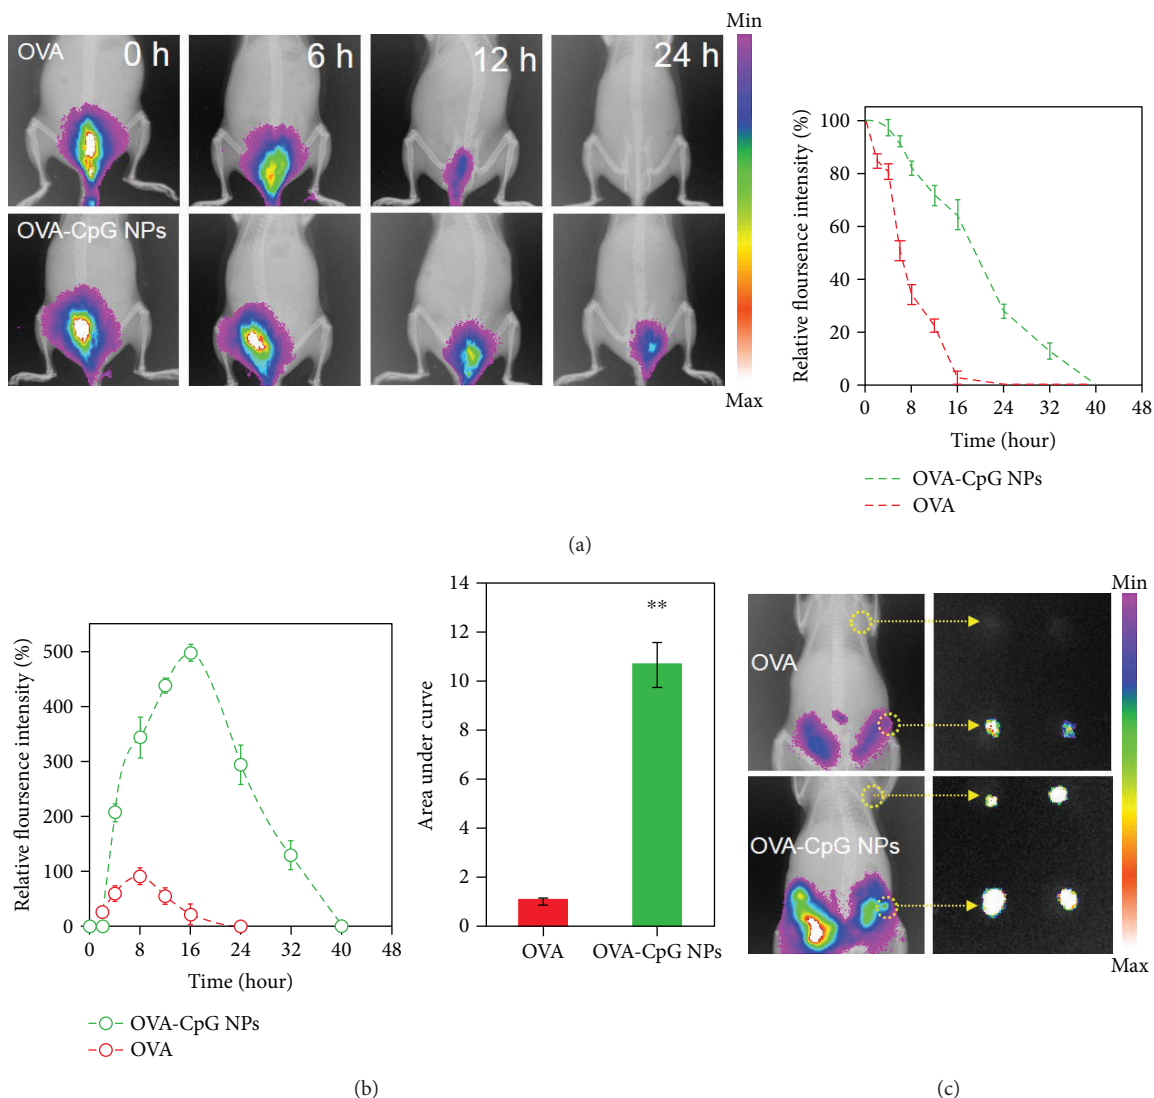 Min
OVA
0 h
6 h
12 h
24 h
OVA-CpG NPs
Max
Relative floursence intensity (%)
100
80
60
40
20
0
0 8 16 24 32 40 48
Time (hour)
OVA-CpG NPs
OVA
(a)
Relative floursence intensity (%)
500
400
300
200
100
0
0 8 16 24 32 40 48
Time (hour)
OVA-CpG NPs
OVA
Area under curve
14
12
10
8
6
4
2
0
**
OVA OVA-CpG NPs
(b)
Min
OVA
OVA-CpG NPs
Max
(c)